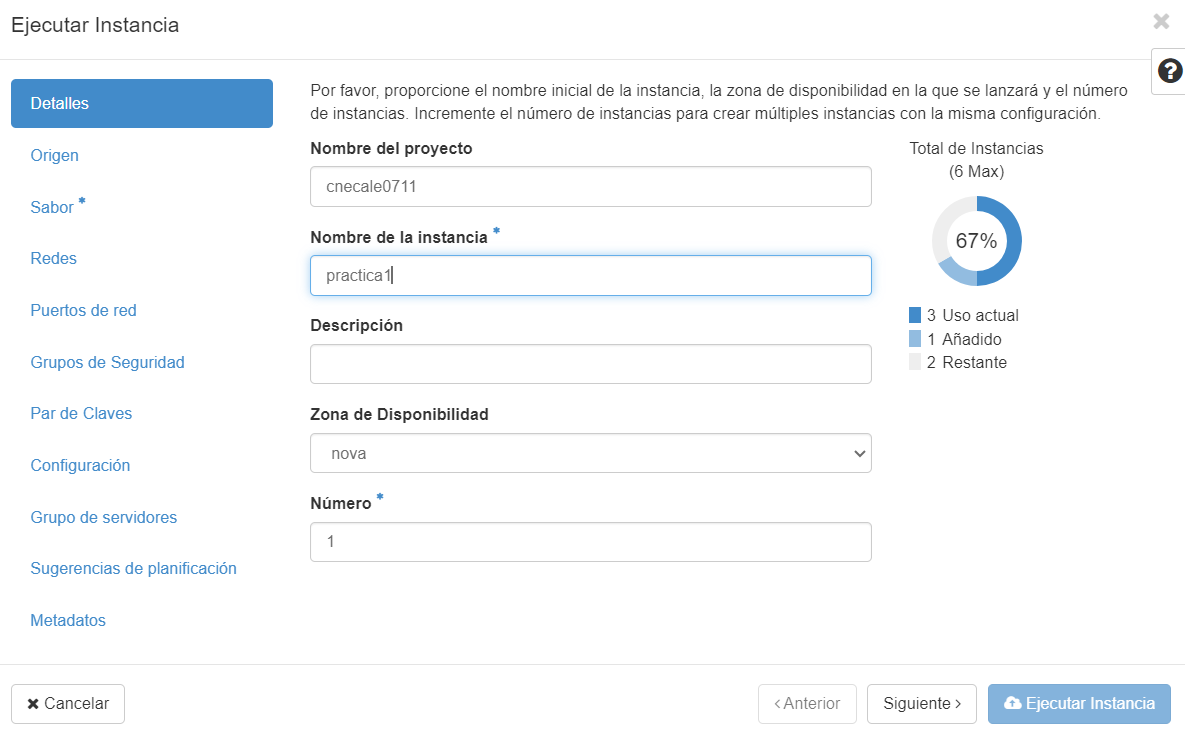 Ejecutar Instancia
Detalles
Origen
Sabor *
Redes
Puertos de red
Grupos de Seguridad
Par de Claves
Configuración
Grupo de servidores
Sugerencias de planificación
Metadatos
Por favor, proporcione el nombre inicial de la instancia, la zona de disponibilidad en la que se lanzará y el número
de instancias. Incremente el número de instancias para crear múltiples instancias con la misma configuración.
Nombre del proyecto
cnecale0711
Nombre de la instancia *
practica1
Descripción
Zona de Disponibilidad
nova
Número *
1
Total de Instancias
(6 Max)
67%
3 Uso actual
1 Añadido
2 Restante
Cancelar
‹ Anterior
Siguiente ›
Ejecutar Instancia